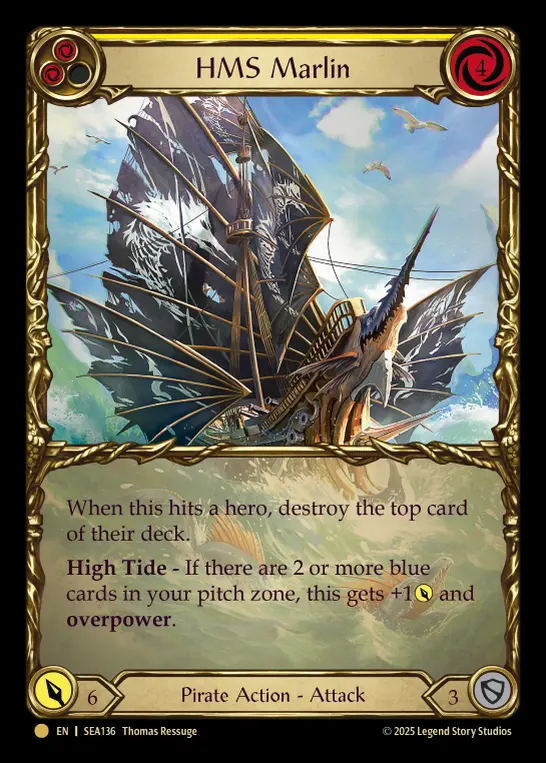 HMS Marlin
4
When this hits a hero, destroy the top card
of their deck.
High Tide - If there are 2 or more blue
cards in your pitch zone, this gets +1 and
overpower.
6
Pirate Action - Attack
3
EN | SEA136 Thomas Ressuge
© 2025 Legend Story Studios